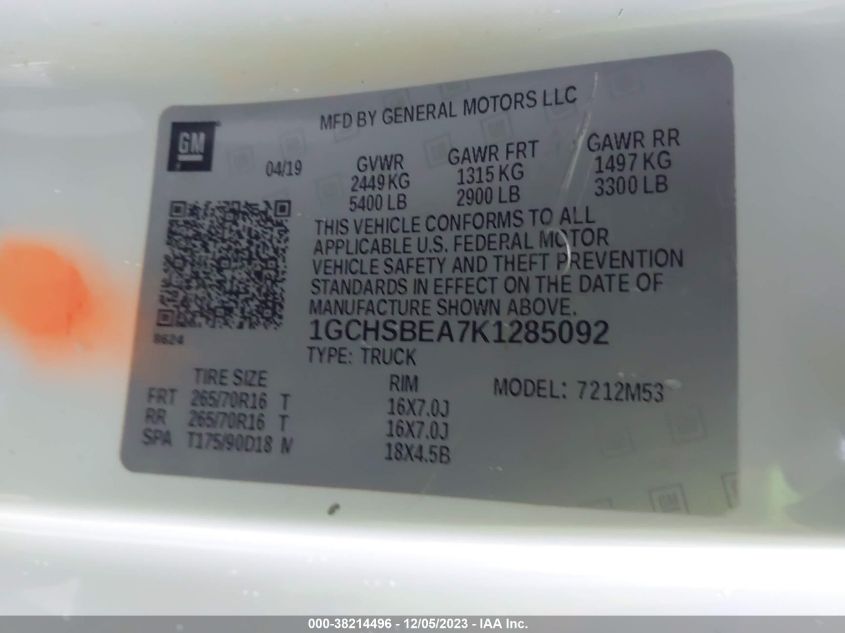 MFD BY GENERAL MOTORS LLC
GM
04/19
GVWR
2449 KG
5400 LB
GAWR FRT
1315 KG
2900 LB
GAWR RR
1497 KG
3300 LB
THIS VEHICLE CONFORMS TO ALL
APPLICABLE U.S. FEDERAL MOTOR
VEHICLE SAFETY AND THEFT PREVENTION
STANDARDS IN EFFECT ON THE DATE OF
MANUFACTURE SHOWN ABOVE.
8624
1GCHSBEA7K1285092
TYPE: TRUCK
TIRE SIZE
RIM
MODEL: 7212M53
FRT 265/70R16 T 16X7.0J
RR 265/70R16 T 16X7.0J
SPA T175/90D18 M 18X4.5B
000-38214496 - 12/05/2023 - IAA Inc.